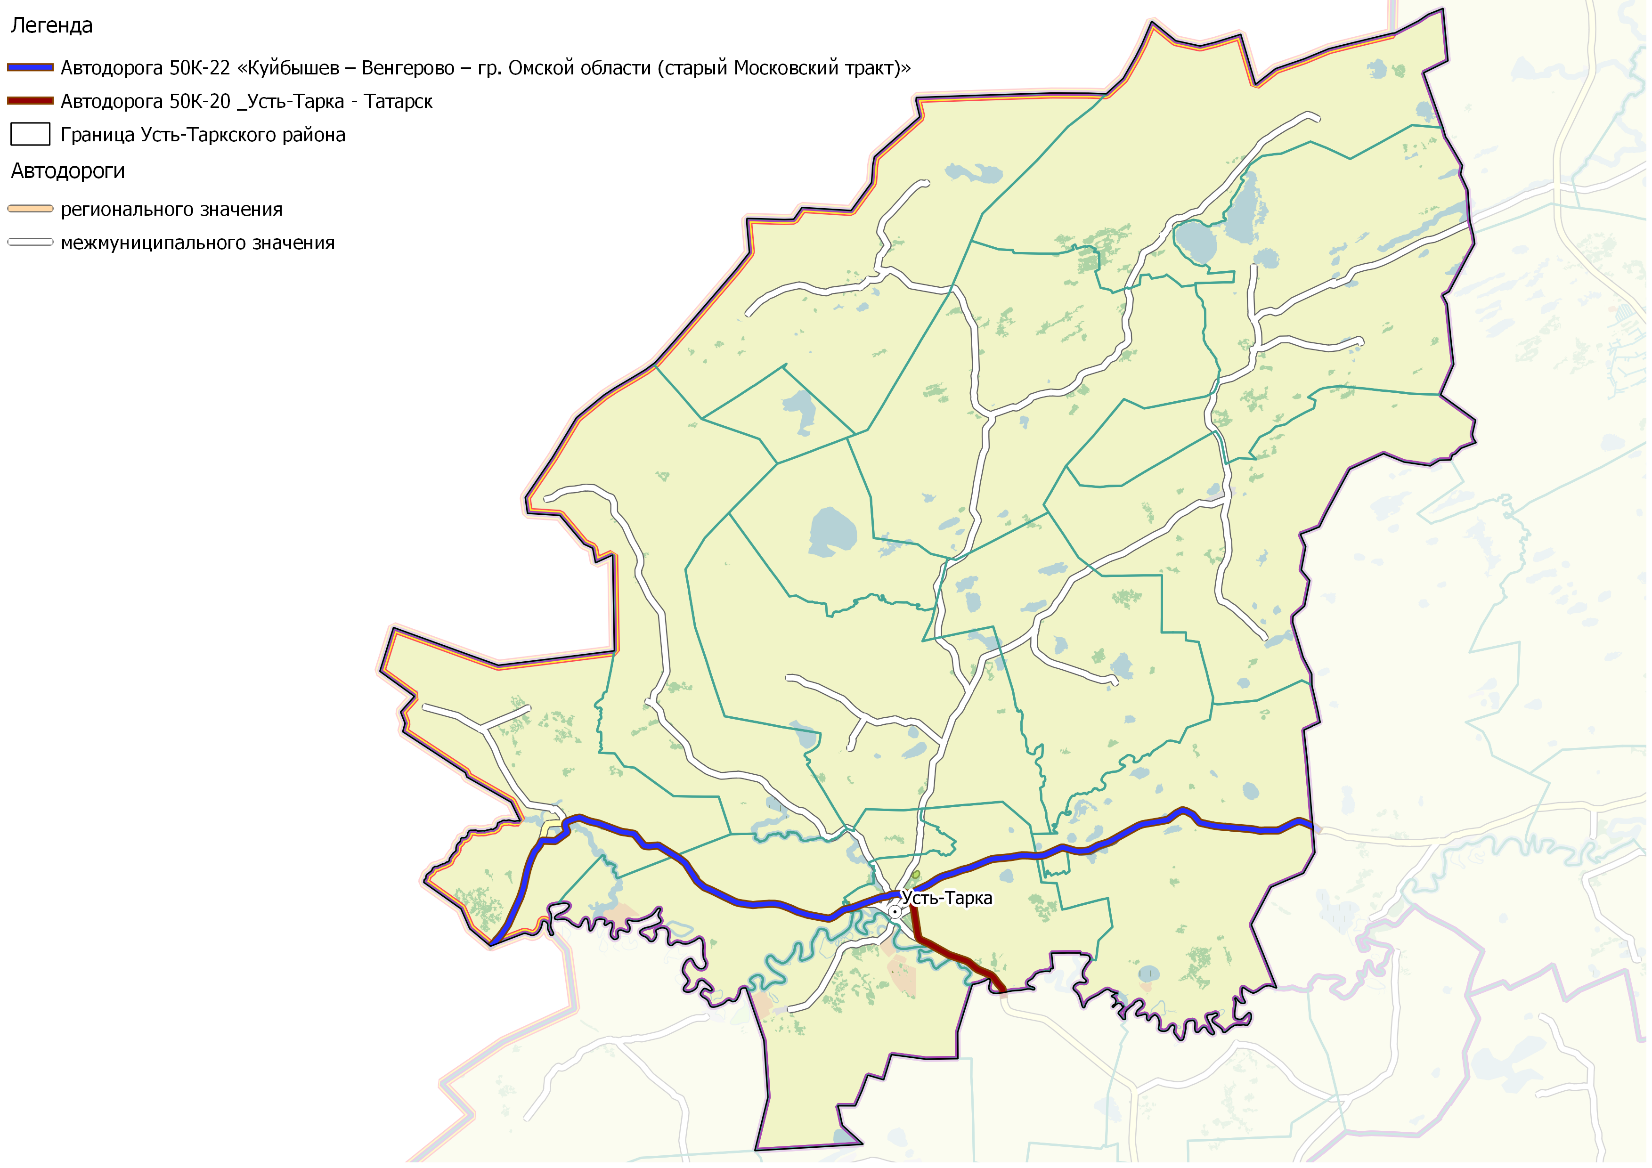 Легенда
Автодорога 50К-22 «Куйбышев – Венгерово – гр. Омской области (старый Московский тракт)»
Автодорога 50К-20 _Усть-Тарка - Татарск
Граница Усть-Таркского района
Автодороги
регионального значения
межмуниципального значения
Усть-Тарка